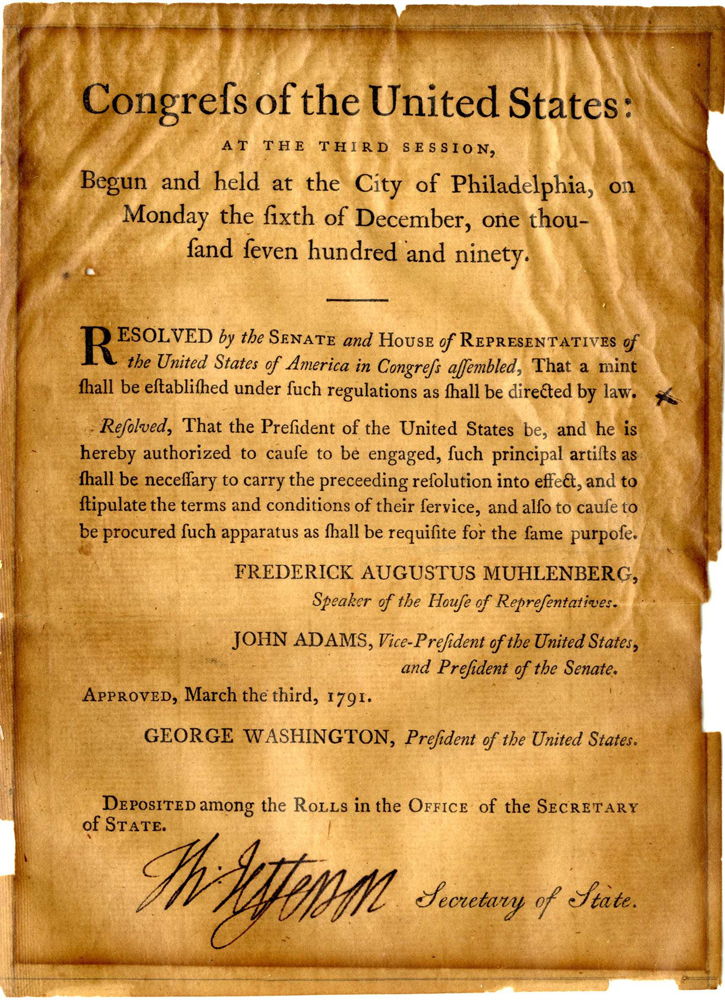 Congreſs of the United States:
AT THE THIRD SESSION,
Begun and held at the City of Philadelphia, on
Monday the ſixth of December, one thou-
ſand ſeven hundred and ninety.
RESOLVED by the SENATE and HOUSE of REPRESENTATIVES of
the United States of America in Congreſs aſſembled, That a mint
ſhall be eſtabliſhed under ſuch regulations as ſhall be directed by law.
Reſolved, That the Preſident of the United States be, and he is
hereby authorized to cauſe to be engaged, ſuch principal artiſts as
ſhall be neceſſary to carry the preceeding reſolution into effect, and to
ſtipulate the terms and conditions of their ſervice, and alſo to cauſe to
be procured ſuch apparatus as ſhall be requiſite for the ſame purpoſe.
FREDERICK AUGUSTUS MUHLENBERG,
Speaker of the Houſe of Repreſentatives.
JOHN ADAMS, Vice-Preſident of the United States,
and Preſident of the Senate.
APPROVED, March the third, 1791.
GEORGE WASHINGTON, Preſident of the United States.
DEPOSITED among the ROLLS in the OFFICE of the SECRETARY
of STATE.
Th: Jefferson Secretary of State.